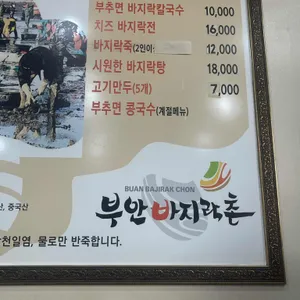 부추면 바지락칼국수 10,000
치즈 바지락전 16,000
바지락죽(2인이 12,000
시원한 바지락탕 18,000
고기만두(5개) 7,000
부추면 콩국수(계절메뉴)
BUAN BAJIRAK CHON
부안 바지락촌
산, 중국산
천일염, 물로만 반죽합니다.